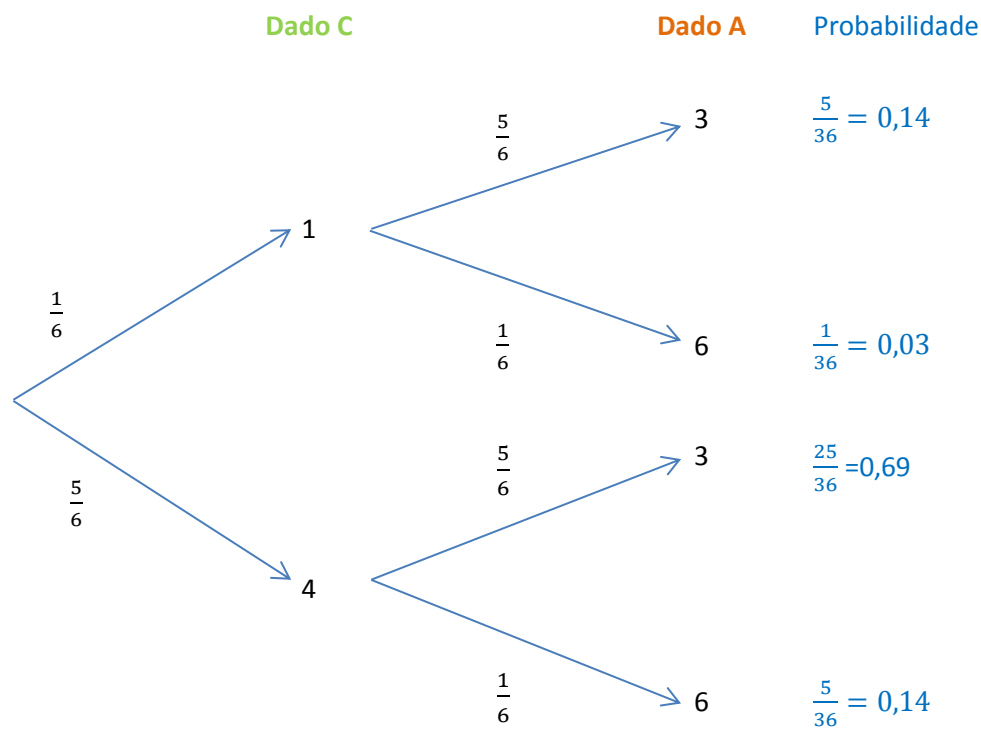 Dado C Dado A Probabilidade
5/6 3 5/36 = 0,14
1
1/6 1/6 6 1/36 = 0,03
5/6 5/6 3 25/36 =0,69
4
1/6 6 5/36 = 0,14